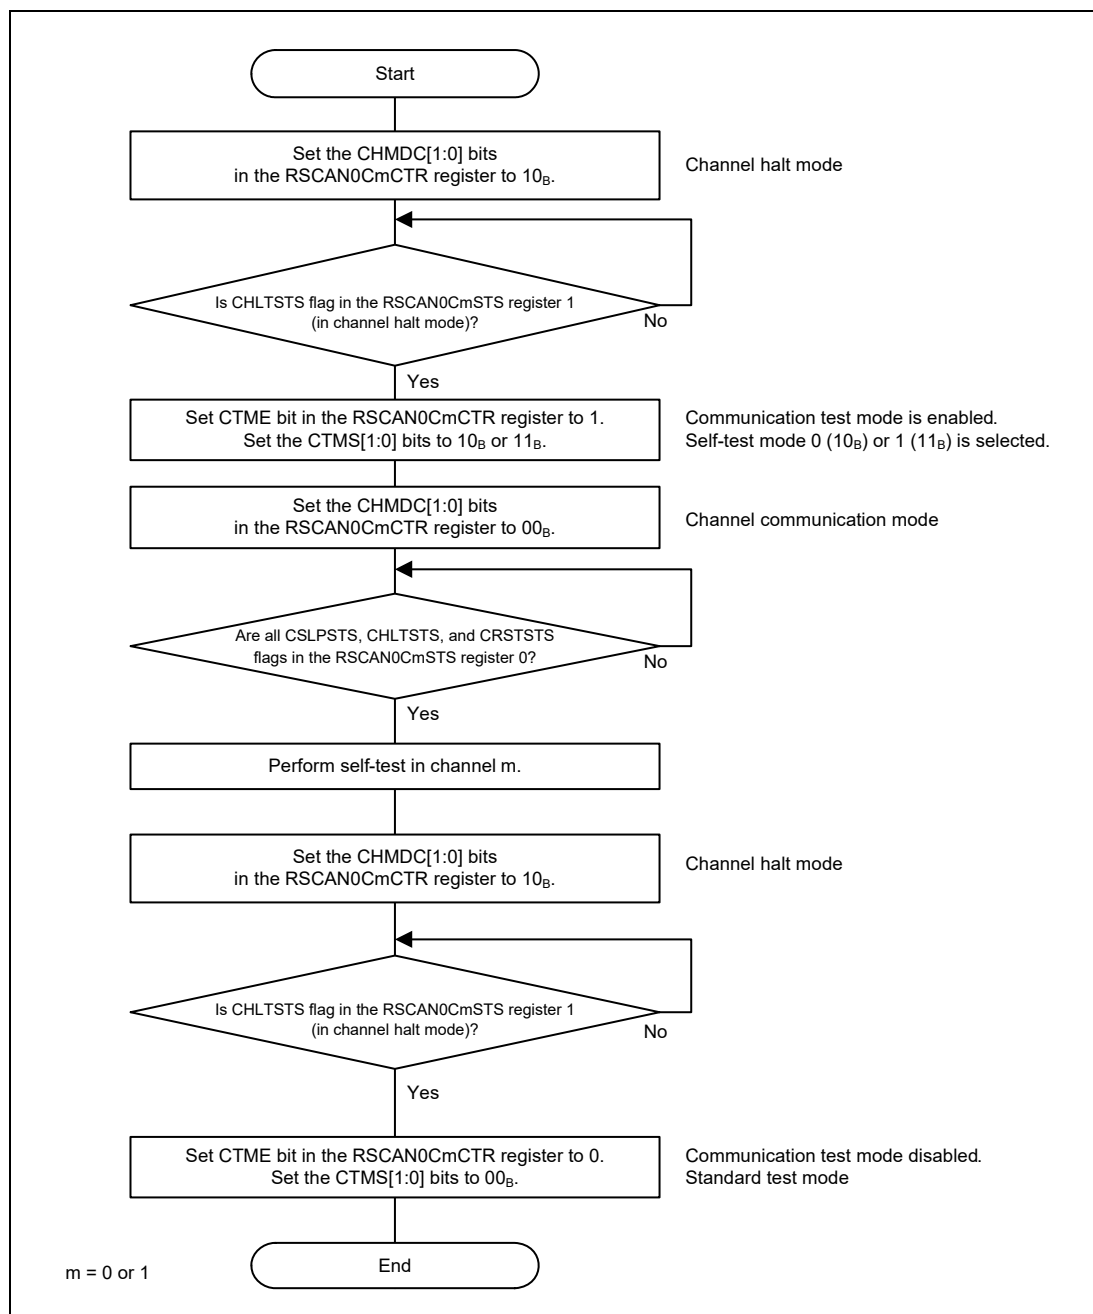 Start
Set the CHMDC[1:0] bits
in the RSCAN0CmCTR register to 10B.
Channel halt mode
Is CHLTSTS flag in the RSCAN0CmSTS register 1
(in channel halt mode)?
No
Yes
Set CTME bit in the RSCAN0CmCTR register to 1.
Set the CTMS[1:0] bits to 10B or 11B.
Communication test mode is enabled.
Self-test mode 0 (10B) or 1 (11B) is selected.
Set the CHMDC[1:0] bits
in the RSCAN0CmCTR register to 00B.
Channel communication mode
Are all CSLPSTS, CHLTSTS, and CRSTSTS
flags in the RSCAN0CmSTS register 0?
No
Yes
Perform self-test in channel m.
Set the CHMDC[1:0] bits
in the RSCAN0CmCTR register to 10B.
Channel halt mode
Is CHLTSTS flag in the RSCAN0CmSTS register 1
(in channel halt mode)?
No
Yes
Set CTME bit in the RSCAN0CmCTR register to 0.
Set the CTMS[1:0] bits to 00B.
Communication test mode disabled.
Standard test mode
End
m = 0 or 1